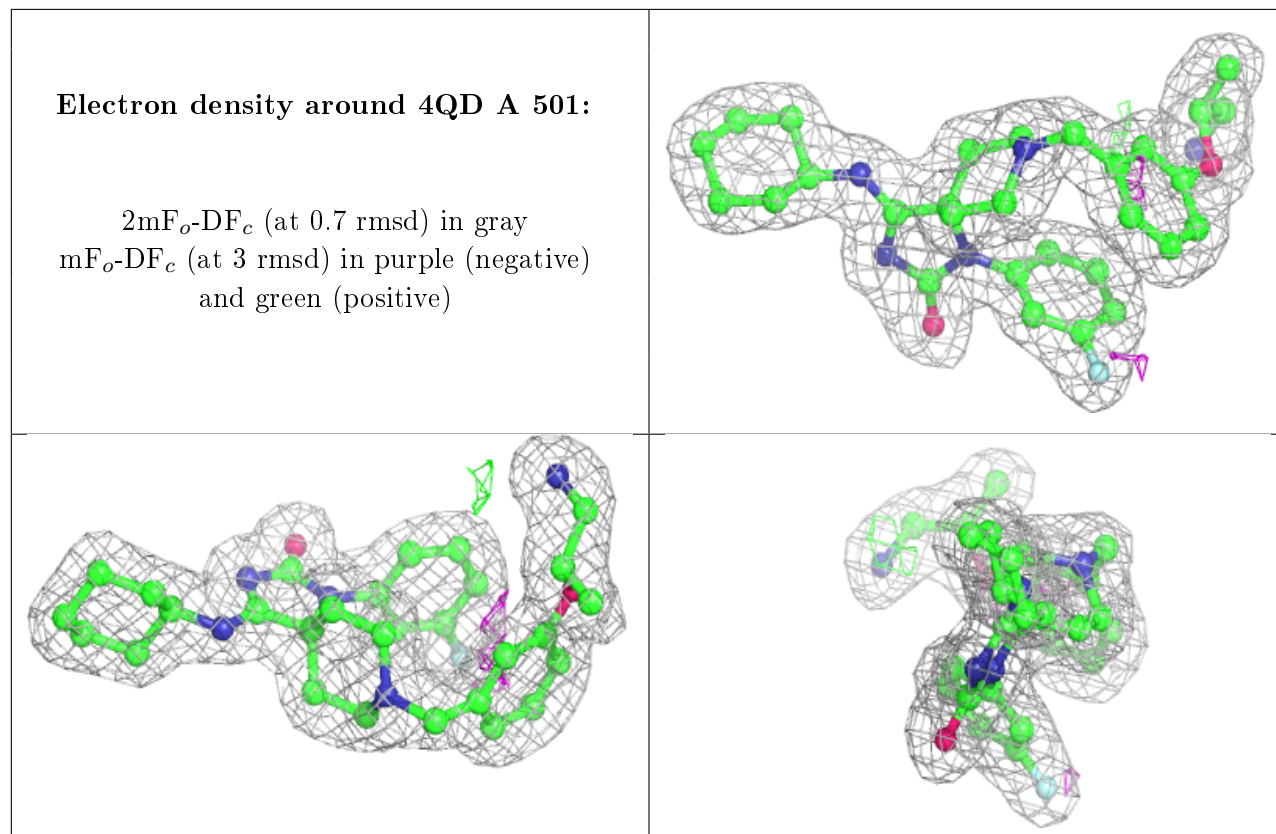 Electron density around 4QD A 501:
2mFo-DFc (at 0.7 rmsd) in gray
mFo-DFc (at 3 rmsd) in purple (negative)
and green (positive)